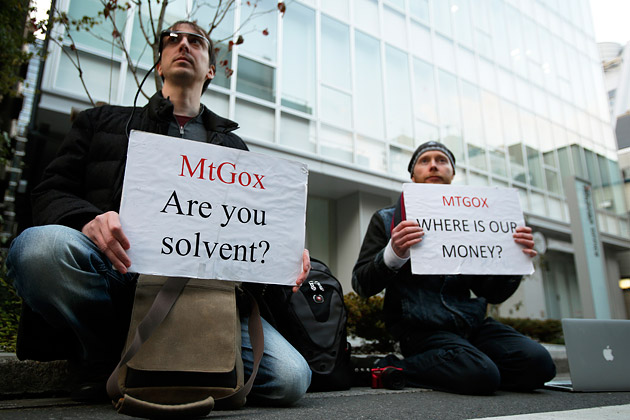 MtGox
Are you
solvent?
MTGOX
WHERE IS OUR
MONEY?